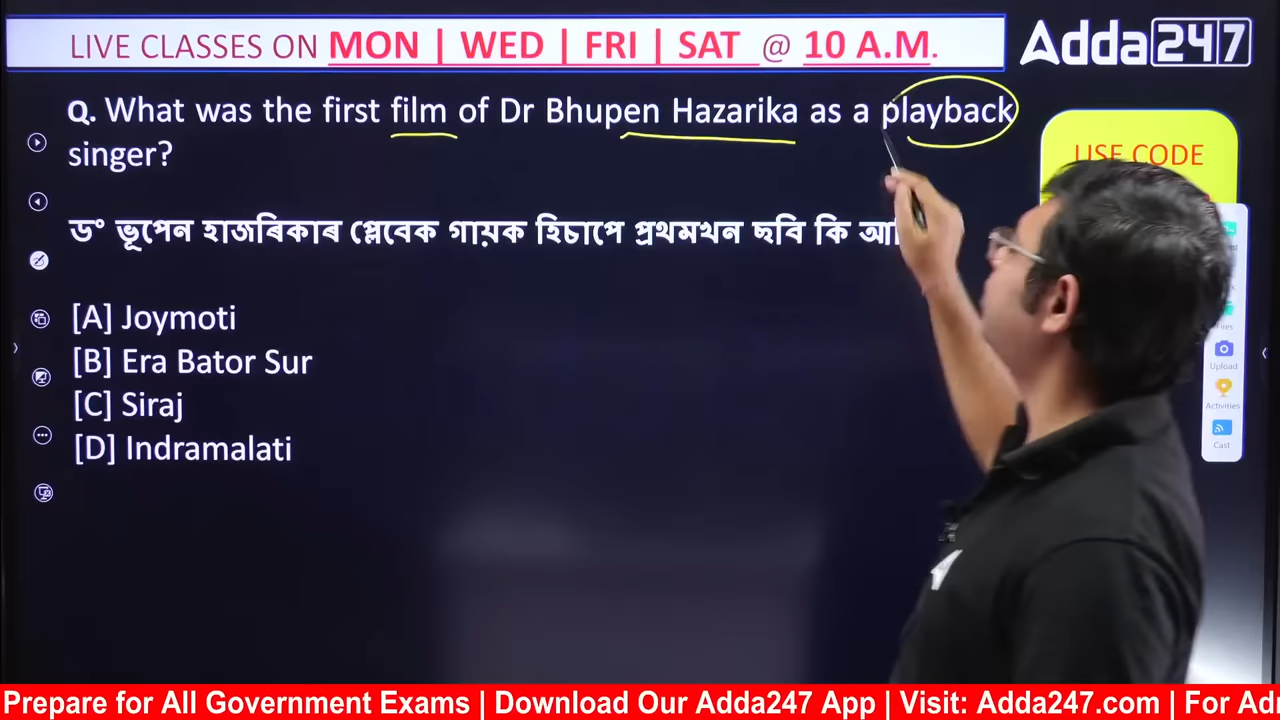 LIVE CLASSES ON MON | WED | FRI | SAT @ 10 A.M.
Adda247
Q. What was the first film of Dr Bhupen Hazarika as a playback
singer?
USE CODE
ড° ভূপেন হাজৰিকাৰ প্লেবেক গায়ক হিচাপে প্ৰথমখন ছবি কি
[A] Joymoti
[B] Era Bator Sur
[C] Siraj
[D] Indramalati
Files
Upload
Activities
Cast
Prepare for All Government Exams | Download Our Adda247 App | Visit: Adda247.com | For